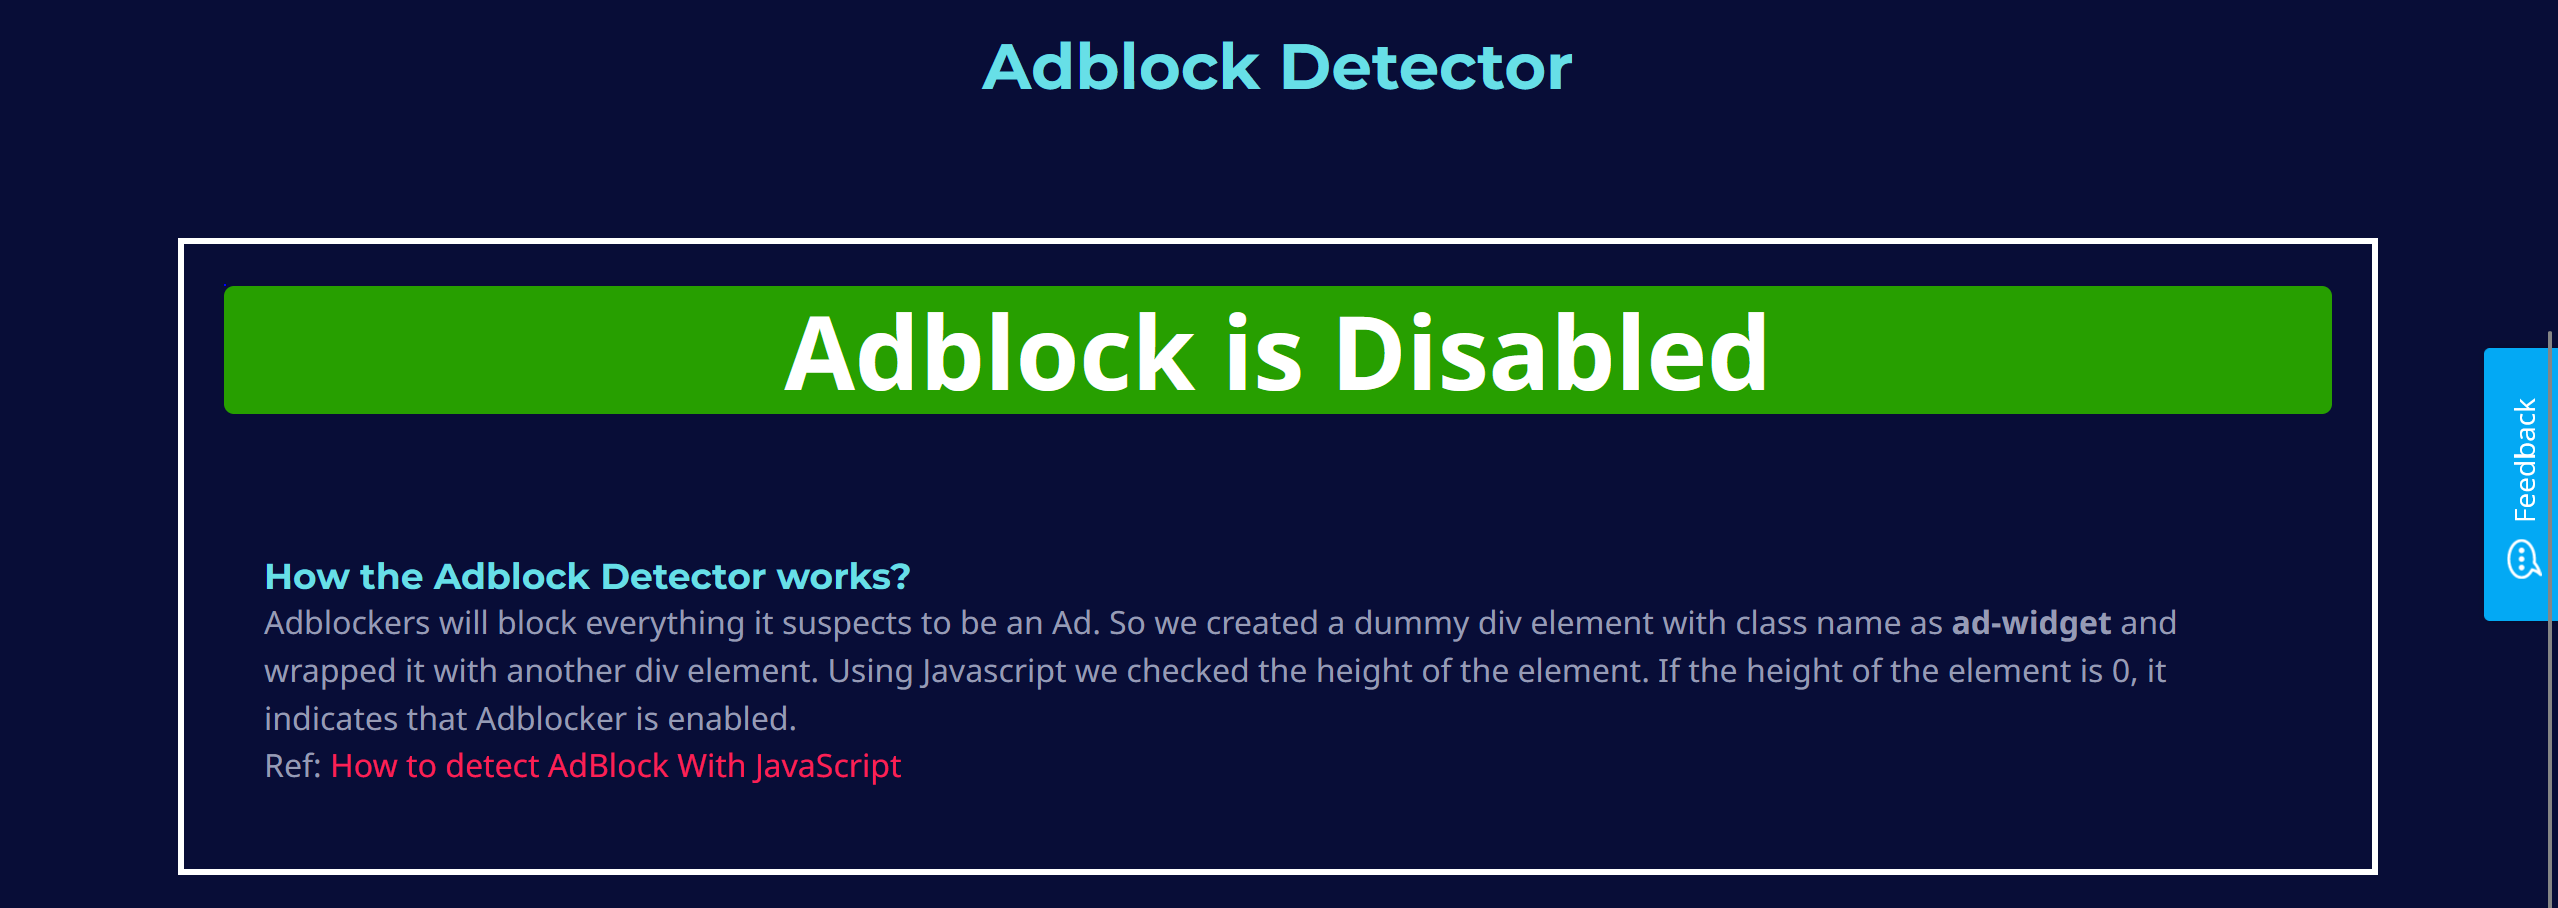 Adblock Detector
Adblock is Disabled
How the Adblock Detector works?
Adblockers will block everything it suspects to be an Ad. So we created a dummy div element with class name as ad-widget and
wrapped it with another div element. Using Javascript we checked the height of the element. If the height of the element is 0, it
indicates that Adblocker is enabled.
Ref: How to detect AdBlock With JavaScript
Feedback